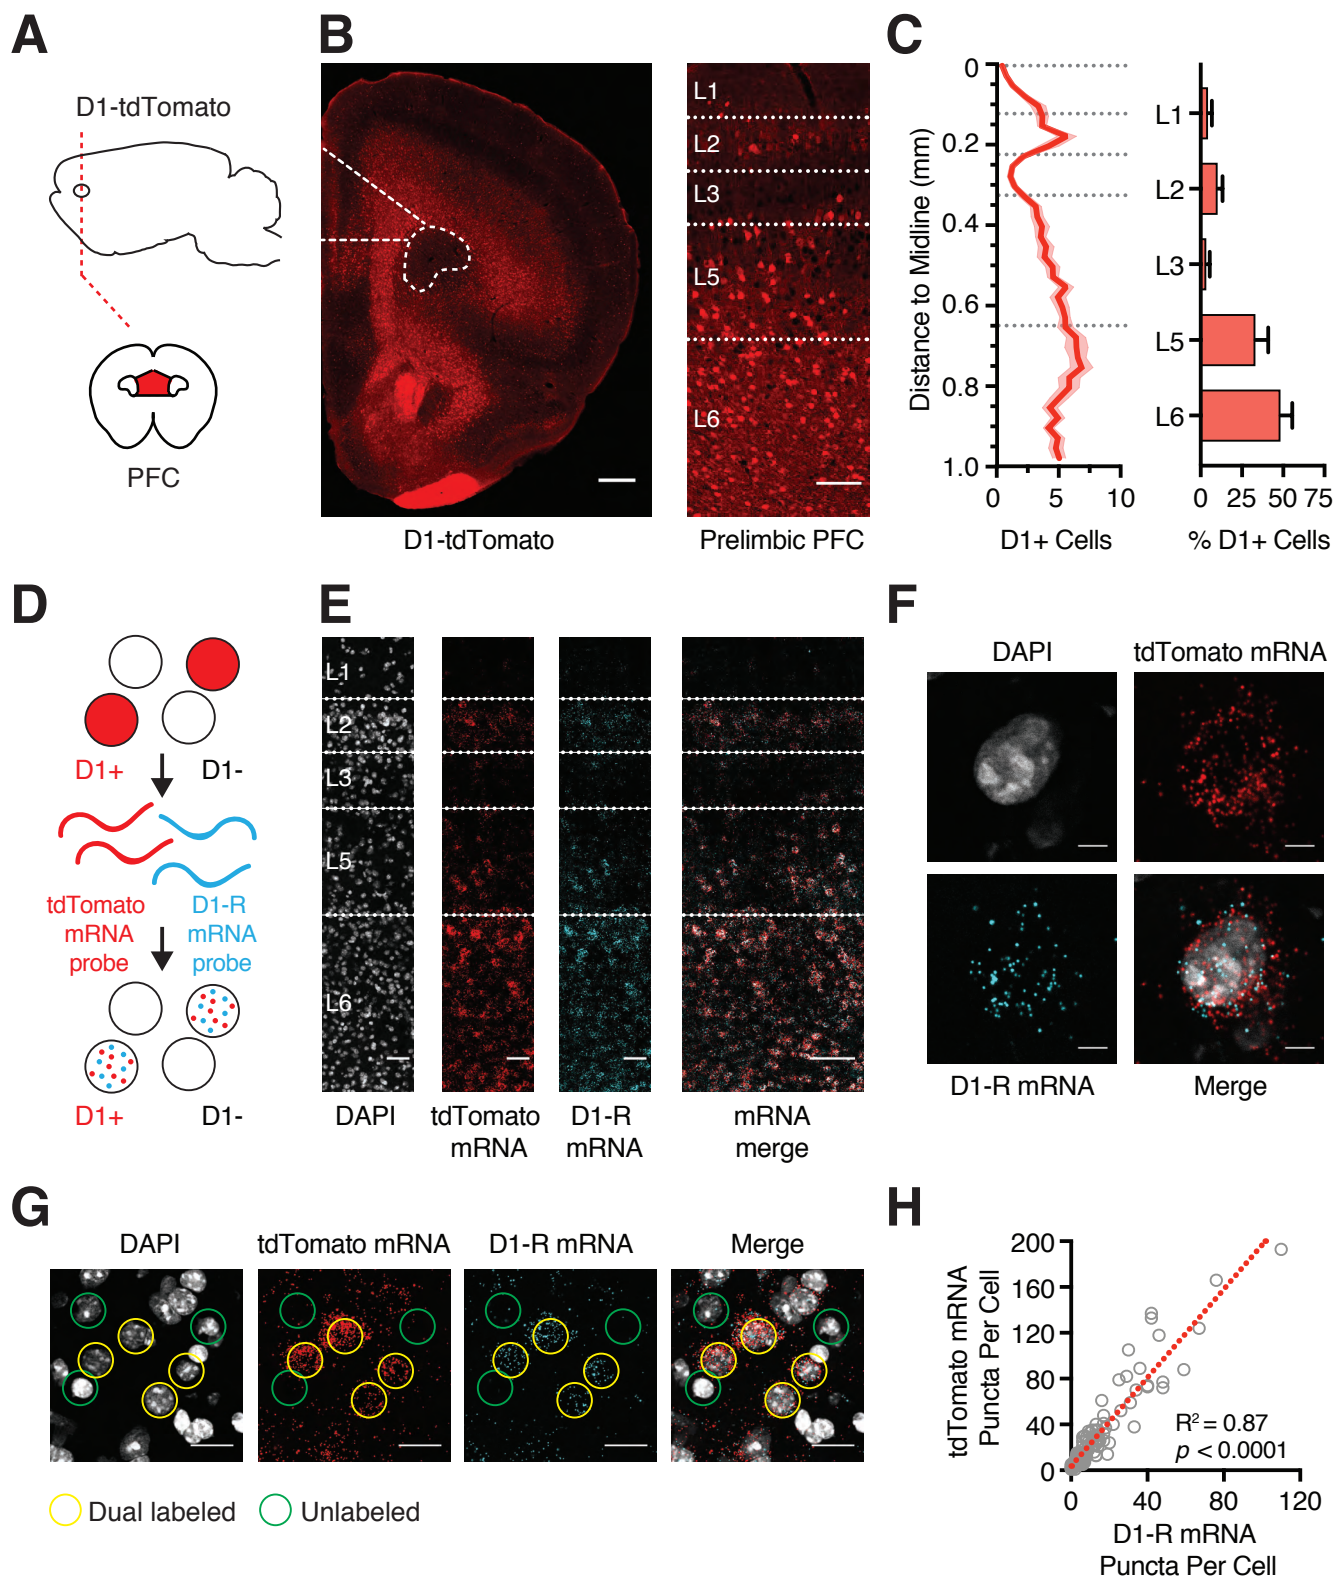 A
D1-tdTomato
PFC
B
L1
L2
L3
L5
L6
D1-tdTomato
Prelimbic PFC
C
Distance to Midline (mm)
0
0.2
0.4
0.6
0.8
1.0
0
5
10
D1+ Cells
L1
L2
L3
L5
L6
0
25
50
75
% D1+ Cells
D
D1+
D1-
tdTomato
mRNA
probe
D1-R
mRNA
probe
D1+
D1-
E
L1
L2
L3
L5
L6
DAPI
tdTomato
mRNA
D1-R
mRNA
mRNA
merge
F
DAPI
tdTomato mRNA
D1-R mRNA
Merge
G
DAPI
tdTomato mRNA
D1-R mRNA
Merge
Dual labeled
Unlabeled
H
tdTomato mRNA
Puncta Per Cell
200
160
120
80
40
0
R² = 0.87
p < 0.0001
0
40
80
120
D1-R mRNA
Puncta Per Cell